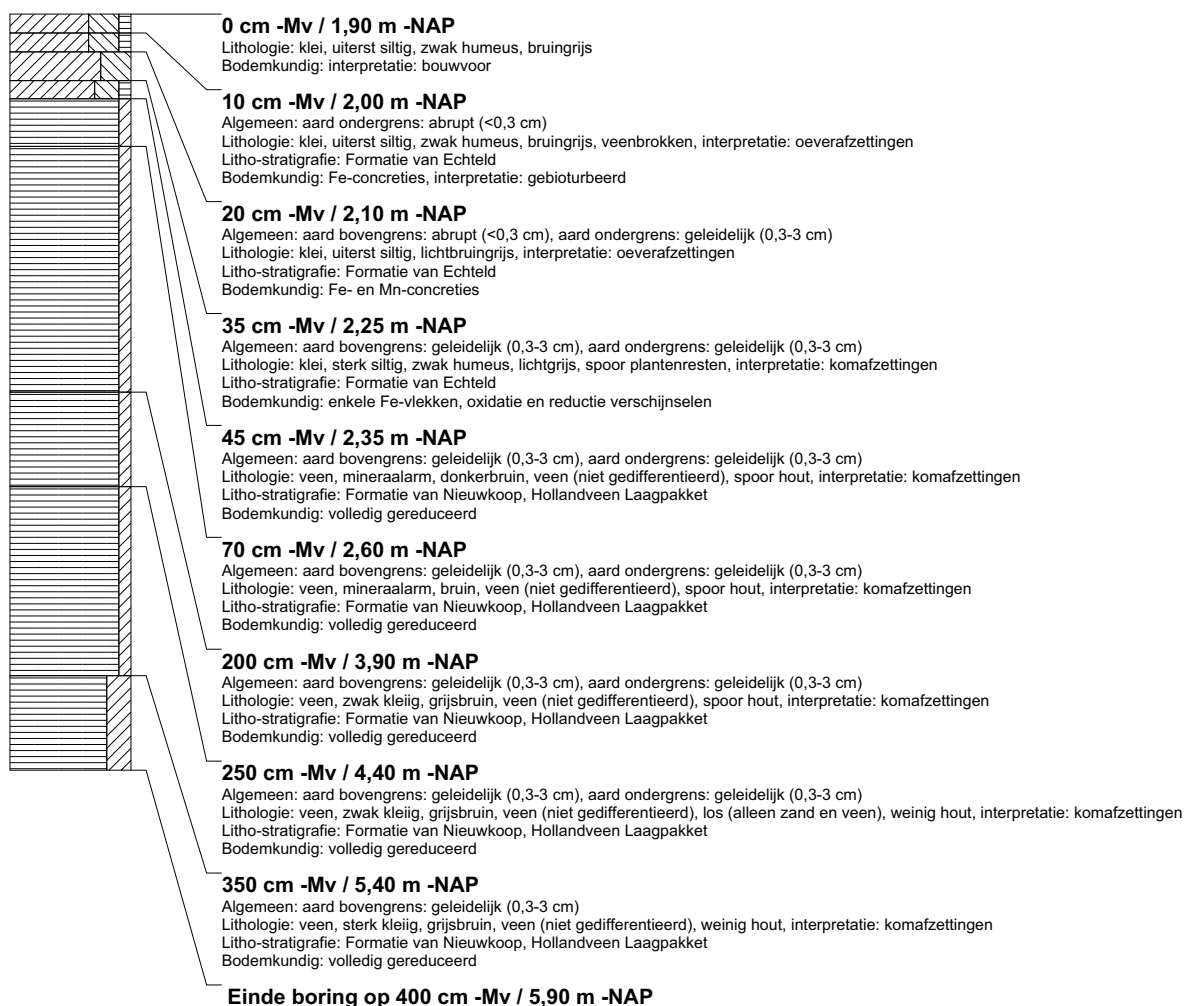 0 cm -Mv / 1,90 m -NAP
Lithologie: klei, uiterst siltig, zwak humeus, bruingrijs
Bodemkundig: interpretatie: bouwvoor
10 cm -Mv / 2,00 m -NAP
Algemeen: aard ondergrens: abrupt (<0,3 cm)
Lithologie: klei, uiterst siltig, zwak humeus, bruingrijs, veenbrokken, interpretatie: oeverafzettingen
Litho-stratigrafie: Formatie van Echteld
Bodemkundig: Fe-concreties, interpretatie: gebioturbeerd
20 cm -Mv / 2,10 m -NAP
Algemeen: aard bovengrens: abrupt (<0,3 cm), aard ondergrens: geleidelijk (0,3-3 cm)
Lithologie: klei, uiterst siltig, lichtbruingrijs, interpretatie: oeverafzettingen
Litho-stratigrafie: Formatie van Echteld
Bodemkundig: Fe- en Mn-concreties
35 cm -Mv / 2,25 m -NAP
Algemeen: aard bovengrens: geleidelijk (0,3-3 cm), aard ondergrens: geleidelijk (0,3-3 cm)
Lithologie: klei, sterk siltig, zwak humeus, lichtgrijs, spoor plantenresten, interpretatie: komafzettingen
Litho-stratigrafie: Formatie van Echteld
Bodemkundig: enkele Fe-vlekken, oxidatie en reductie verschijnselen
45 cm -Mv / 2,35 m -NAP
Algemeen: aard bovengrens: geleidelijk (0,3-3 cm), aard ondergrens: geleidelijk (0,3-3 cm)
Lithologie: veen, mineraalarm, donkerbruin, veen (niet gedifferentieerd), spoor hout, interpretatie: komafzettingen
Litho-stratigrafie: Formatie van Nieuwkoop, Hollandveen Laagpakket
Bodemkundig: volledig gereduceerd
70 cm -Mv / 2,60 m -NAP
Algemeen: aard bovengrens: geleidelijk (0,3-3 cm), aard ondergrens: geleidelijk (0,3-3 cm)
Lithologie: veen, mineraalarm, bruin, veen (niet gedifferentieerd), spoor hout, interpretatie: komafzettingen
Litho-stratigrafie: Formatie van Nieuwkoop, Hollandveen Laagpakket
Bodemkundig: volledig gereduceerd
200 cm -Mv / 3,90 m -NAP
Algemeen: aard bovengrens: geleidelijk (0,3-3 cm), aard ondergrens: geleidelijk (0,3-3 cm)
Lithologie: veen, zwak kleiig, grijsbruin, veen (niet gedifferentieerd), spoor hout, interpretatie: komafzettingen
Litho-stratigrafie: Formatie van Nieuwkoop, Hollandveen Laagpakket
Bodemkundig: volledig gereduceerd
250 cm -Mv / 4,40 m -NAP
Algemeen: aard bovengrens: geleidelijk (0,3-3 cm), aard ondergrens: geleidelijk (0,3-3 cm)
Lithologie: veen, zwak kleiig, grijsbruin, veen (niet gedifferentieerd), los (alleen zand en veen), weinig hout, interpretatie: komafzettingen
Litho-stratigrafie: Formatie van Nieuwkoop, Hollandveen Laagpakket
Bodemkundig: volledig gereduceerd
350 cm -Mv / 5,40 m -NAP
Algemeen: aard bovengrens: geleidelijk (0,3-3 cm)
Lithologie: veen, sterk kleiig, grijsbruin, veen (niet gedifferentieerd), weinig hout, interpretatie: komafzettingen
Litho-stratigrafie: Formatie van Nieuwkoop, Hollandveen Laagpakket
Bodemkundig: volledig gereduceerd
Einde boring op 400 cm -Mv / 5,90 m -NAP